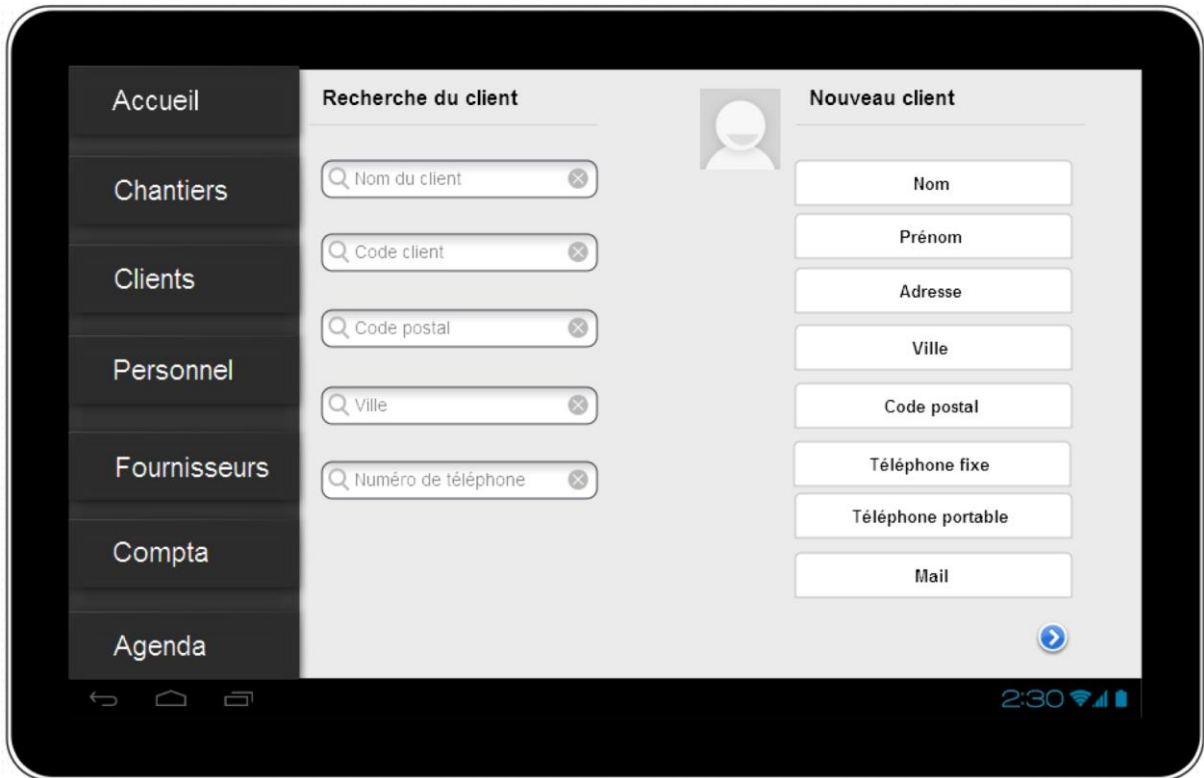 Accueil
Chantiers
Clients
Personnel
Fournisseurs
Compta
Agenda
Recherche du client
Nom du client
Code client
Code postal
Ville
Numéro de téléphone
Nouveau client
Nom
Prénom
Adresse
Ville
Code postal
Téléphone fixe
Téléphone portable
Mail
2:30